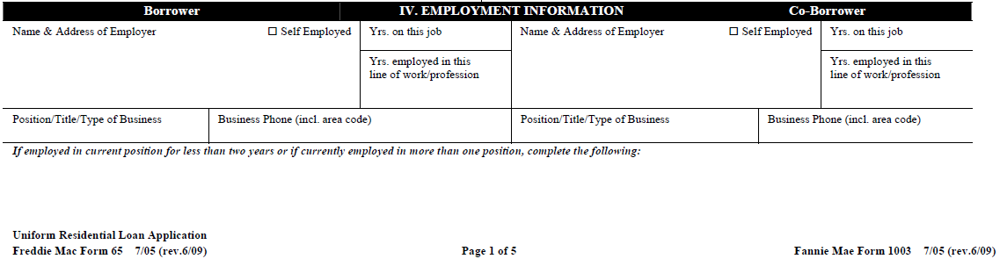 Borrower IV. EMPLOYMENT INFORMATION Co-Borrower
Name & Address of Employer ☐ Self Employed Yrs. on this job Name & Address of Employer ☐ Self Employed Yrs. on this job
Yrs. employed in this Yrs. employed in this
line of work/profession line of work/profession
Position/Title/Type of Business Business Phone (incl. area code) Position/Title/Type of Business Business Phone (incl. area code)
If employed in current position for less than two years or if currently employed in more than one position, complete the following:
Uniform Residential Loan Application
Freddie Mac Form 65 7/05 (rev.6/09) Page 1 of 5 Fannie Mae Form 1003 7/05 (rev.6/09)